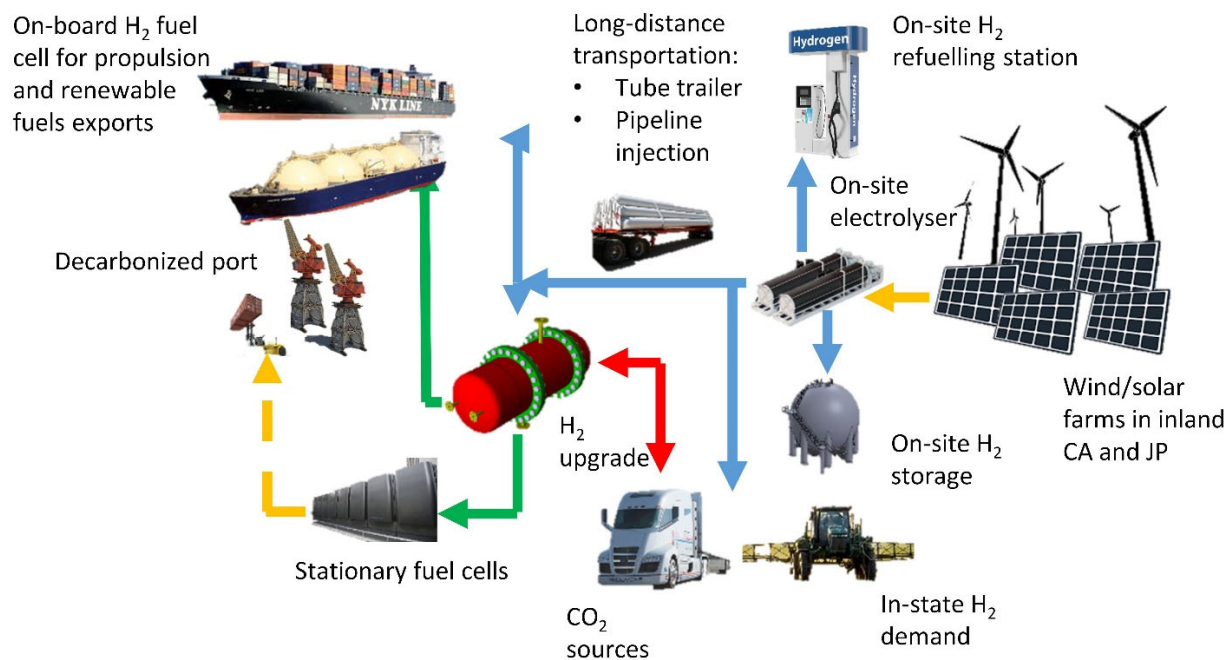 On-board H₂ fuel
cell for propulsion
and renewable
fuels exports
NYK LINE
Long-distance
transportation:
• Tube trailer
• Pipeline
injection
Hydrogen
Hydrogen
On-site H₂
refuelling station
On-site
electrolyser
Decarbonized port
H₂
upgrade
Wind/solar
farms in inland
CA and JP
On-site H₂
storage
Stationary fuel cells
CO₂
sources
In-state H₂
demand